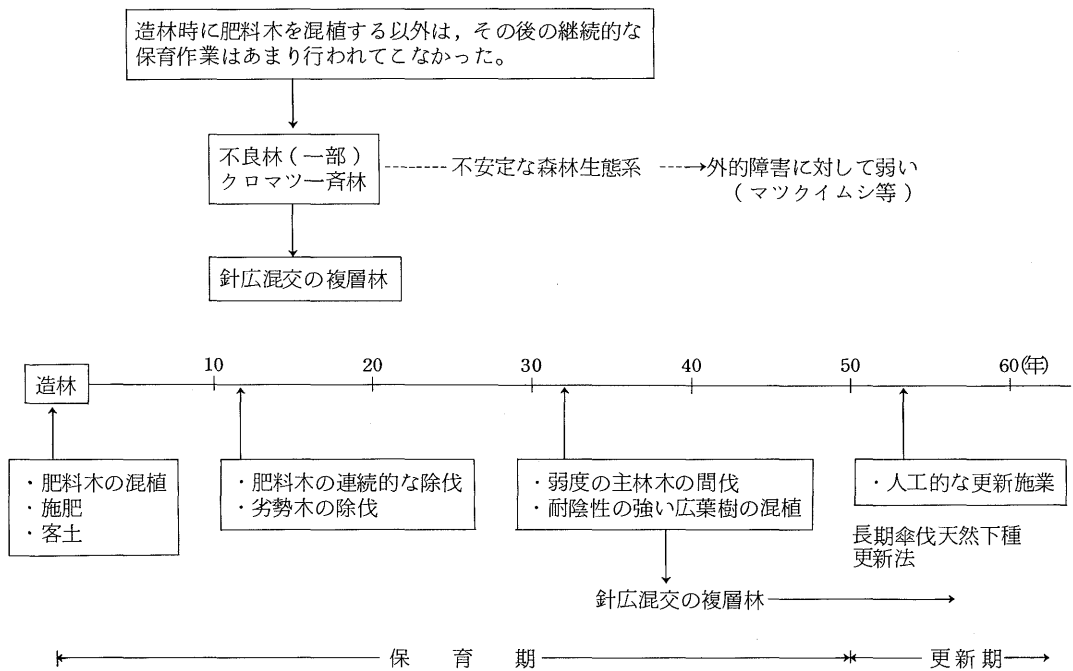 造林時に肥料木を混植する以外は，その後の継続的な
保育作業はあまり行われてこなかった。
不良林（一部）
クロマツ一斉林
不安定な森林生態系
外的障害に対して弱い
（マツクイムシ等）
針広混交の複層林
造林
10
20
30
40
50
60(年)
・肥料木の混植
・施肥
・客土
・肥料木の連続的な除伐
・劣勢木の除伐
・弱度の主林木の間伐
・耐陰性の強い広葉樹の混植
・人工的な更新施業
長期傘伐天然下種
更新法
針広混交の複層林
保育期
更新期